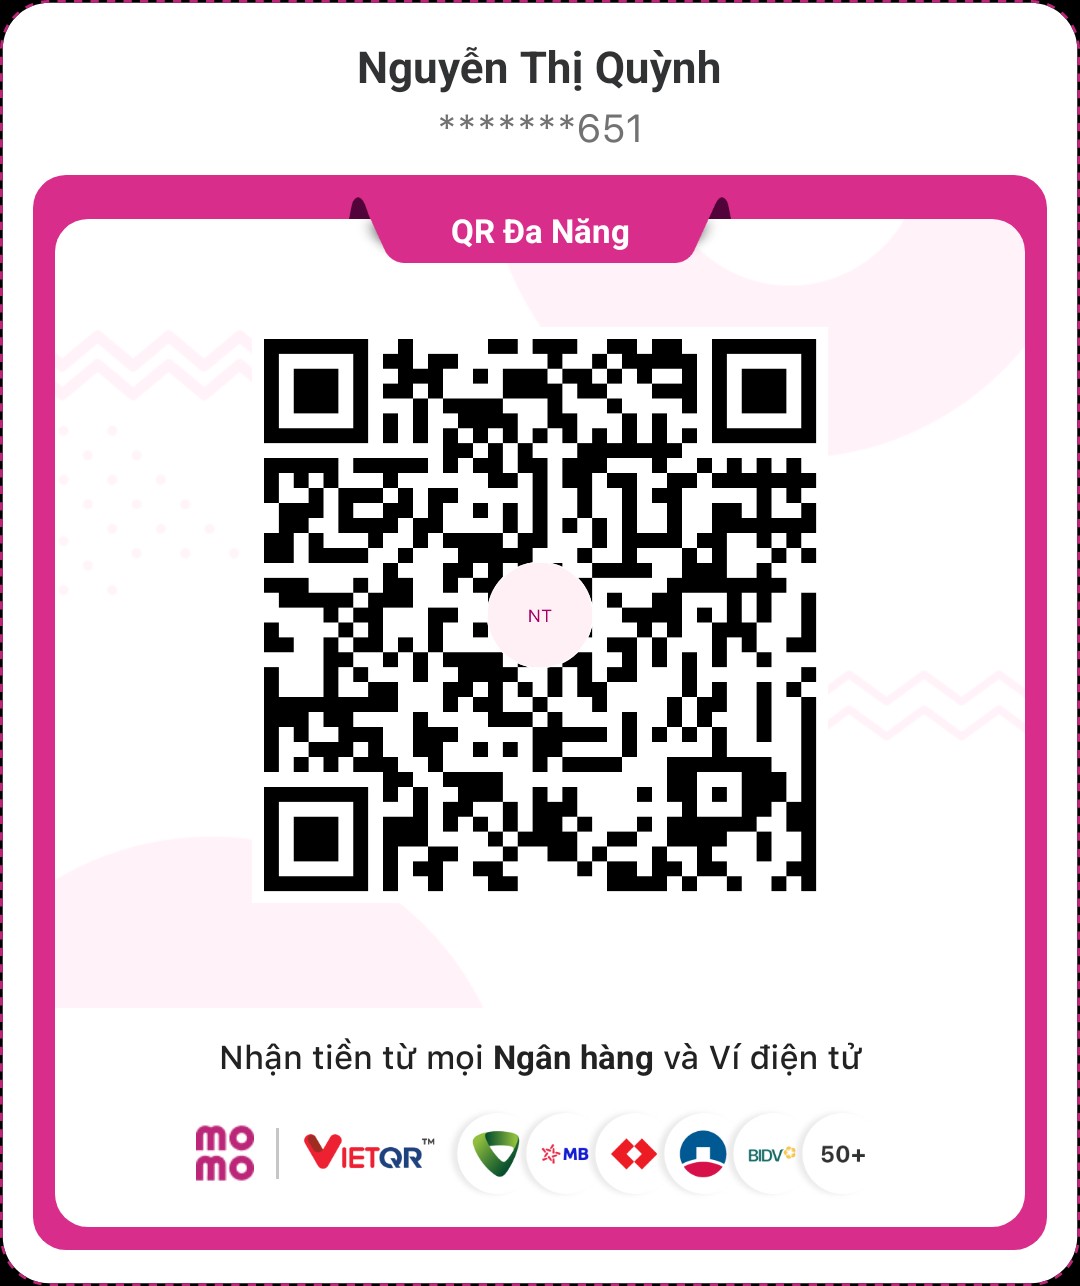 Nguyễn Thị Quỳnh
*******651
QR Đa Năng
NT
Nhận tiền từ mọi Ngân hàng và Ví điện tử
mo mo VIETQR™ MB BIDV 50+